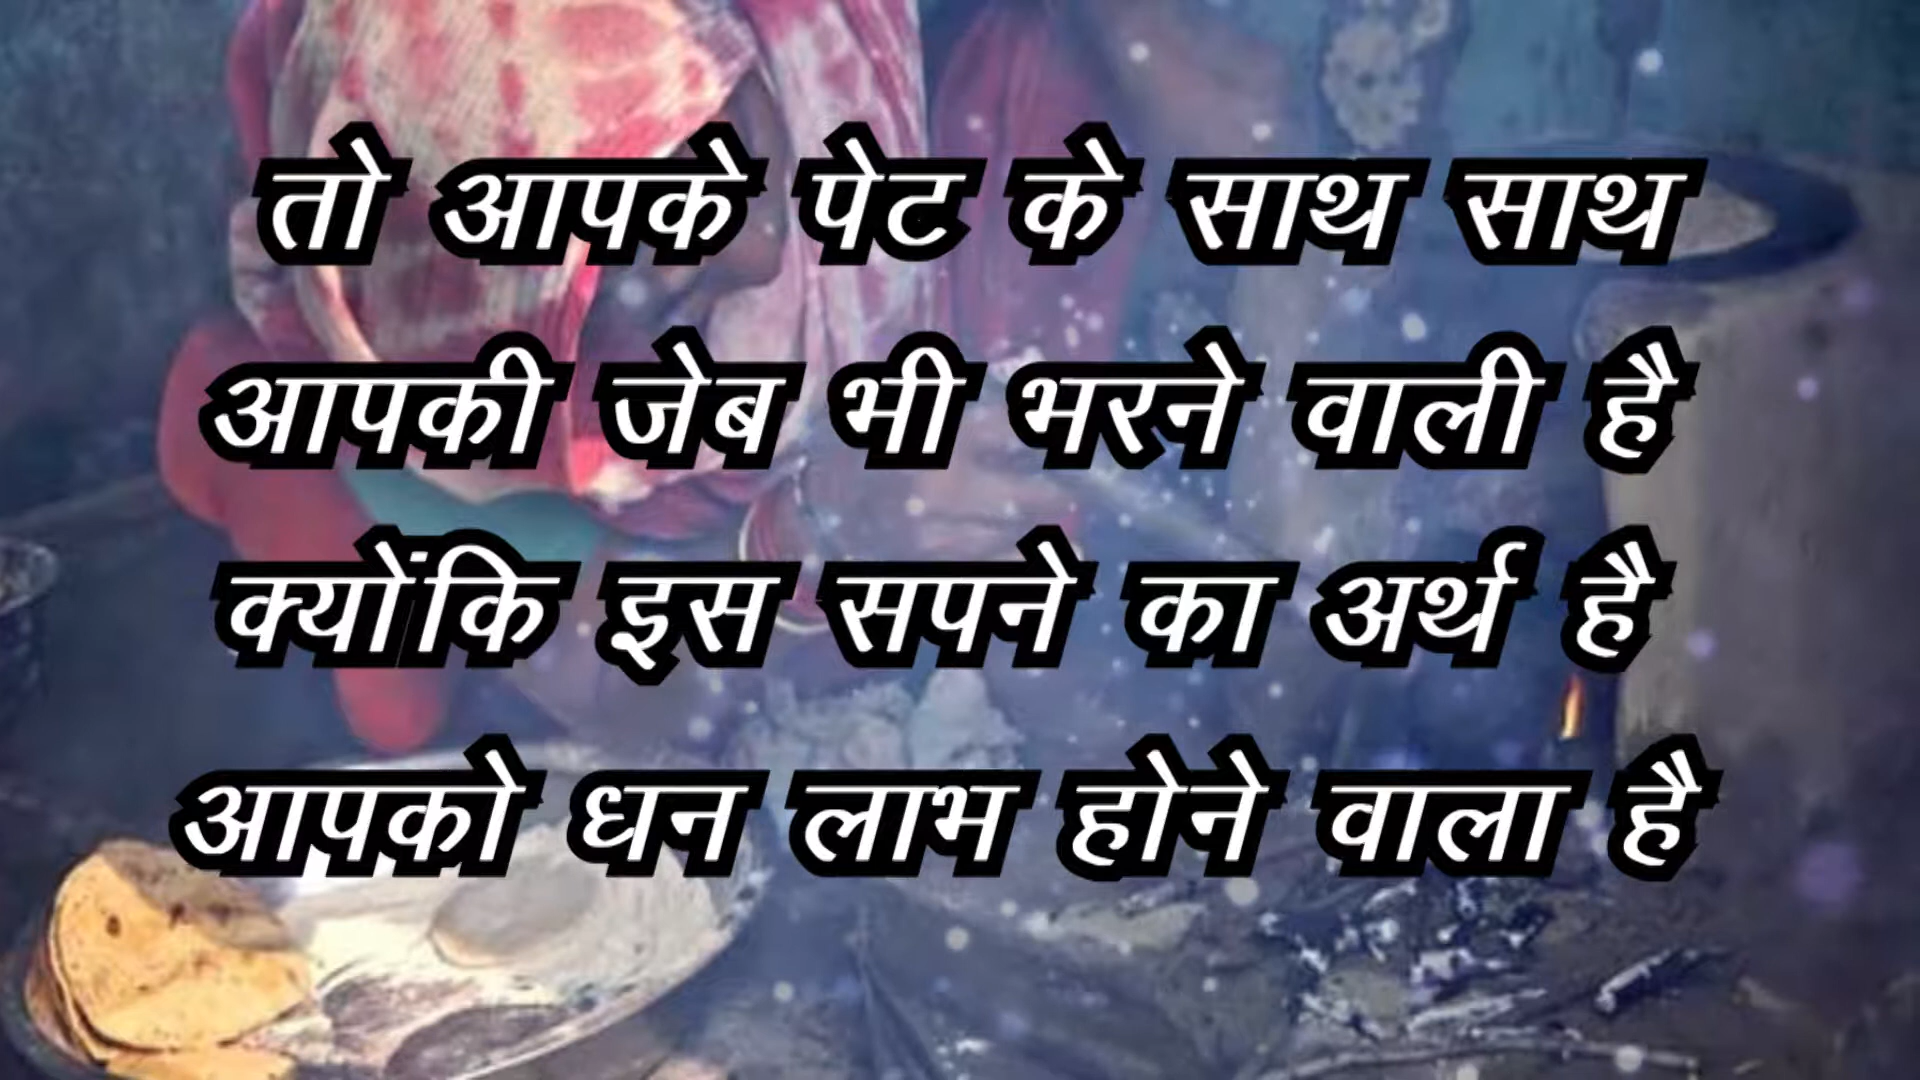 तो आपके पेट के साथ साथ
आपकी जेब भी भरने वाली है
क्योंकि इस सपने का अर्थ है
आपको धन लाभ होने वाला है